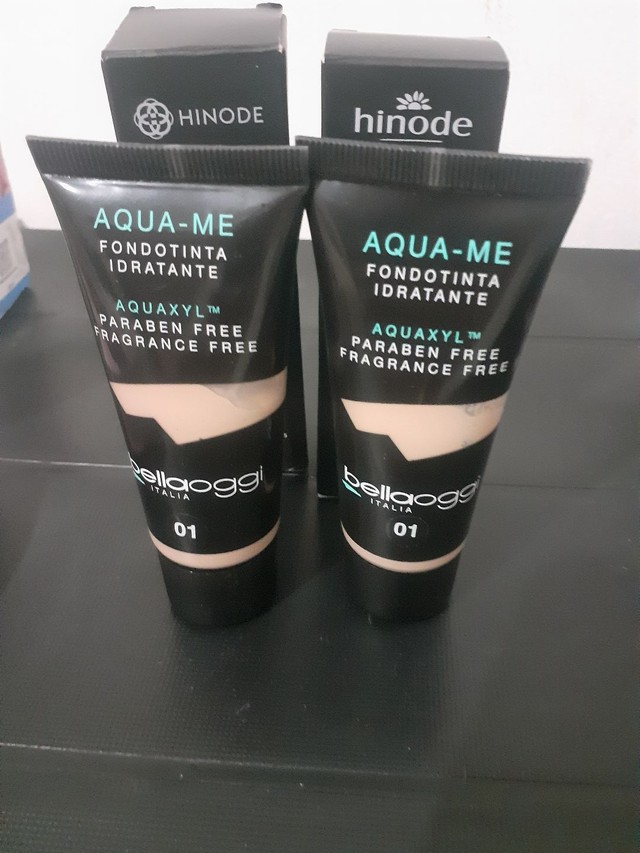 HINODE
hinode
AQUA-ME
FONDOTINTA
IDRATANTE
AQUAXYL™
PARABEN FREE
FRAGRANCE FREE
bellaoggi
ITALIA
01
AQUA-ME
FONDOTINTA
IDRATANTE
AQUAXYL™
PARABEN FREE
FRAGRANCE FREE
bellaoggi
ITALIA
01